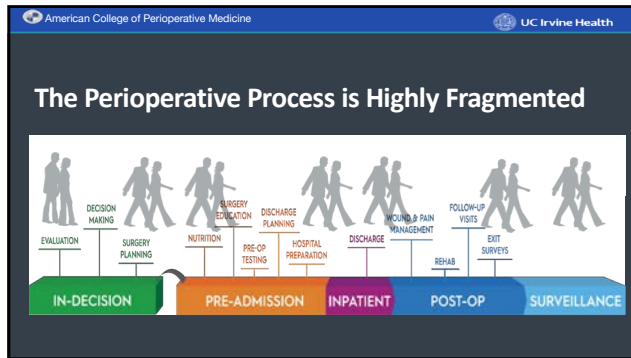 American College of Perioperative Medicine
UC Irvine Health
The Perioperative Process is Highly Fragmented
EVALUATION
DECISION
MAKING
SURGERY
PLANNING
NUTRITION
SURGERY
EDUCATION
PRE-OP
TESTING
DISCHARGE
PLANNING
HOSPITAL
PREPARATION
DISCHARGE
WOUND & PAIN
MANAGEMENT
REHAB
FOLLOW-UP
VISITS
EXIT
SURVEYS
IN-DECISION
PRE-ADMISSION
INPATIENT
POST-OP
SURVEILLANCE